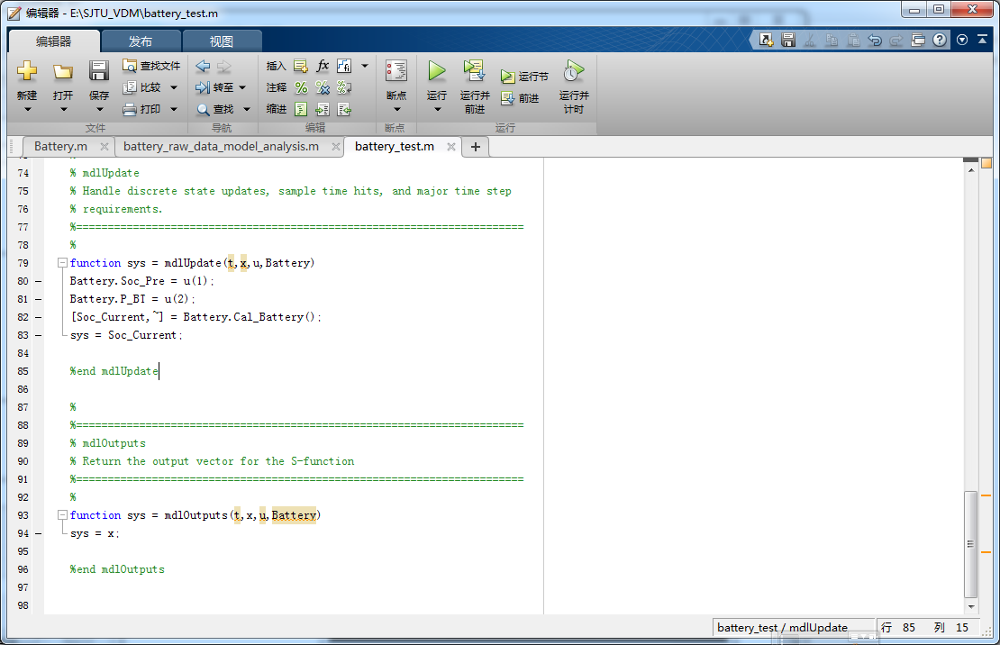 编辑器 - E:\SJTU_VDM\battery_test.m
编辑器 发布 视图
新建 打开 保存 查找文件 比较 打印 转至 查找 插入 fx 注释 缩进 断点 运行 运行并前进 运行节 前进 运行并计时
文件 导航 编辑 断点 运行
Battery.m battery_raw_data_model_analysis.m battery_test.m +
74 % mdlUpdate
75 % Handle discrete state updates, sample time hits, and major time step
76 % requirements.
77 %=======================================================================
78 %
79 function sys = mdlUpdate(t,x,u,Battery)
80 — Battery.Soc_Pre = u(1);
81 — Battery.P_BT = u(2);
82 — [Soc_Current,~] = Battery.Cal_Battery();
83 — sys = Soc_Current;
84
85 %end mdlUpdate
86
87 %
88 %=======================================================================
89 % mdlOutputs
90 % Return the output vector for the S-function
91 %=======================================================================
92 %
93 function sys = mdlOutputs(t,x,u,Battery)
94 — sys = x;
95
96 %end mdlOutputs
97
98
battery_test / mdlUpdate 行 85 列 15